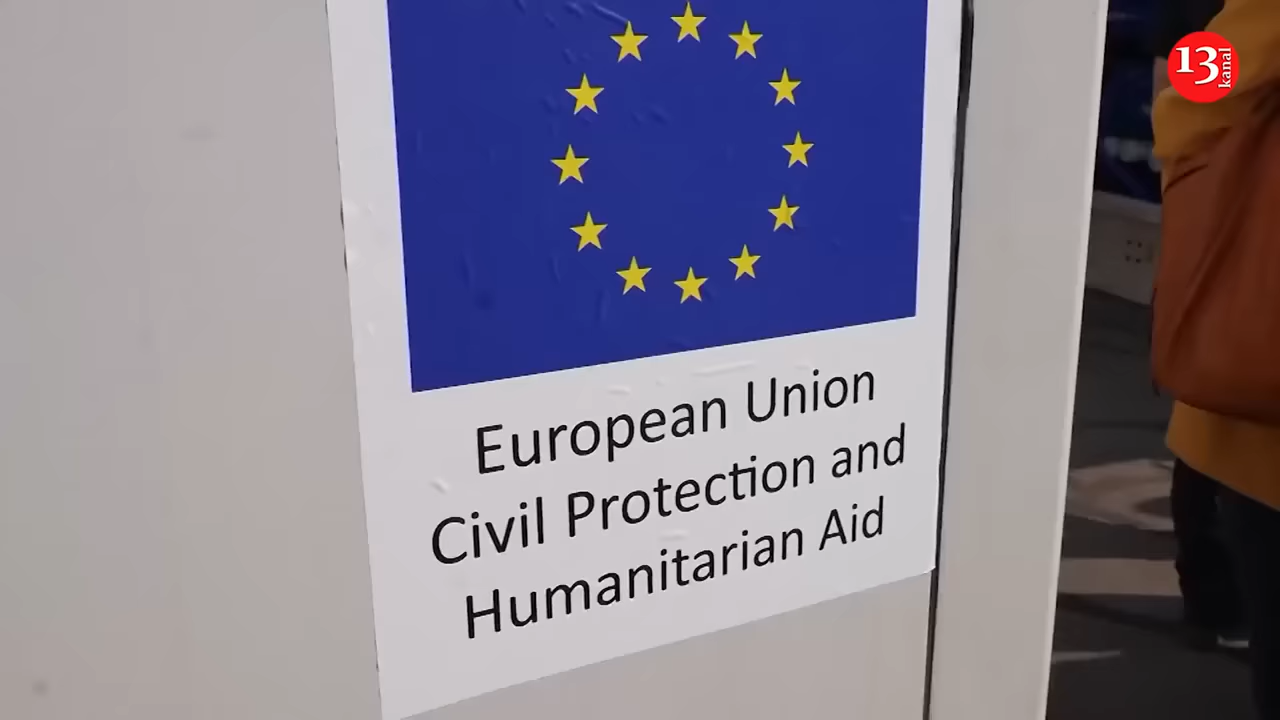 13
kanal
European Union
Civil Protection and
Humanitarian Aid